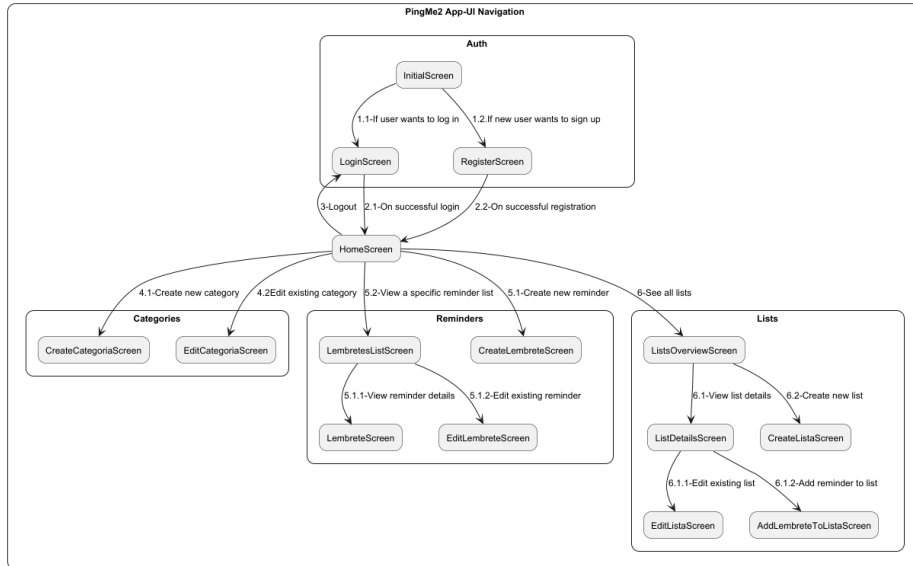 PingMe2 App-UI Navigation
Auth
InitialScreen
1.1-If user wants to log in
1.2.If new user wants to sign up
LoginScreen
RegisterScreen
3-Logout
2.1-On successful login
2.2-On successful registration
HomeScreen
4.1-Create new category
4.2Edit existing category
5.2-View a specific reminder list
5.1-Create new reminder
6-See all lists
Categories
Reminders
Lists
CreateCategoriaScreen
EditCategoriaScreen
LembretesListScreen
CreateLembreteScreen
ListsOverviewScreen
5.1.1-View reminder details
5.1.2-Edit existing reminder
6.1-View list details
6.2-Create new list
LembreteScreen
EditLembreteScreen
ListDetailsScreen
CreateListaScreen
6.1.1-Edit existing list
6.1.2-Add reminder to list
EditListaScreen
AddLembreteToListaScreen